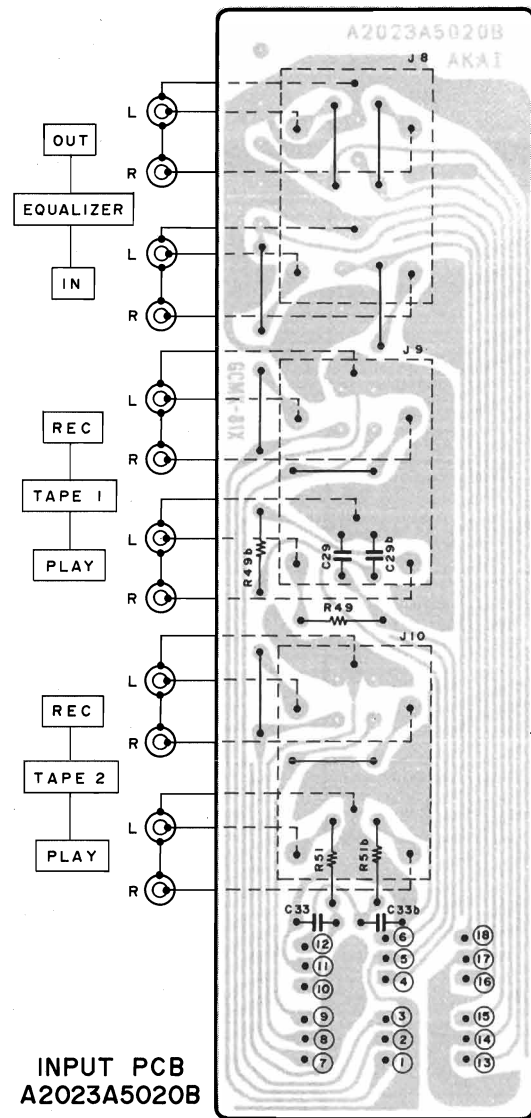 A2023A5020B
AKAI
J8
L
OUT
R
EQUALIZER
L
IN
R
J9
GCMK-81X
L
REC
R
TAPE 1
L
R49b
C29
C29b
PLAY
R
R49
J10
L
REC
R
TAPE 2
L
R51
R51b
PLAY
R
C33
C33b
12 6 18
11 5 17
10 4 16
9 3 15
8 2 14
7 1 13
INPUT PCB
A2023A5020B